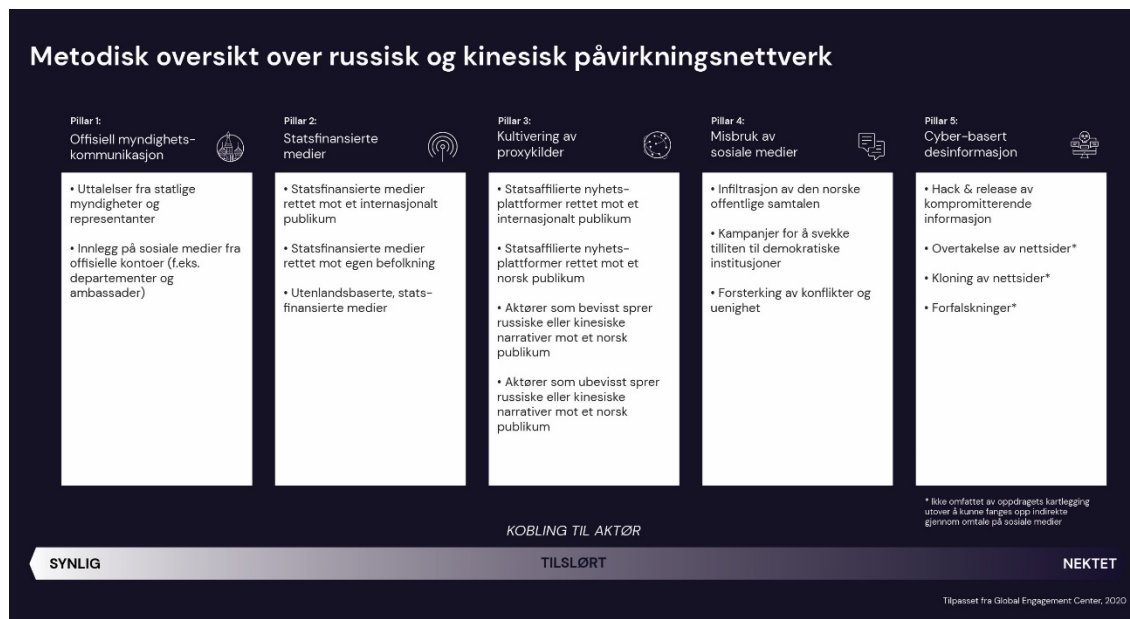 Metodisk oversikt over russisk og kinesisk påvirkningsnettverk
Pillar 1:
Offisiell myndighets-
kommunikasjon
• Uttalelser fra statlige
myndigheter og
representanter
• Innlegg på sosiale medier fra
offisielle kontoer (f.eks.
departementer og
ambassader)
Pillar 2:
Statsfinansierte
medier
• Statsfinansierte medier
rettet mot et internasjonalt
publikum
• Statsfinansierte medier
rettet mot egen befolkning
• Utenlandsbaserte, stats-
finansierte medier
Pillar 3:
Kultivering av
proxykilder
• Statsaffilierte nyhets-
plattformer rettet mot et
internasjonalt publikum
• Statsaffilierte nyhets-
plattformer rettet mot et
norsk publikum
• Aktører som bevisst sprer
russiske eller kinesiske
narrativer mot et norsk
publikum
• Aktører som ubevisst sprer
russiske eller kinesiske
narrativer mot et norsk
publikum
Pillar 4:
Misbruk av
sosiale medier
• Infiltrasjon av den norske
offentlige samtalen
• Kampanjer for å svekke
tilliten til demokratiske
institusjoner
• Forsterking av konflikter og
uenighet
Pillar 5:
Cyber-basert
desinformasjon
• Hack & release av
kompromitterende
informasjon
• Overtakelse av nettsider*
• Kloning av nettsider*
• Forfalskninger*
* Ikke omfattet av oppdragets kartlegging
utover å kunne fanges opp indirekte
gjennom omtale på sosiale medier
KOBLING TIL AKTØR
SYNLIG
TILSLØRT
NEKTET
Tilpasset fra Global Engagement Center, 2020